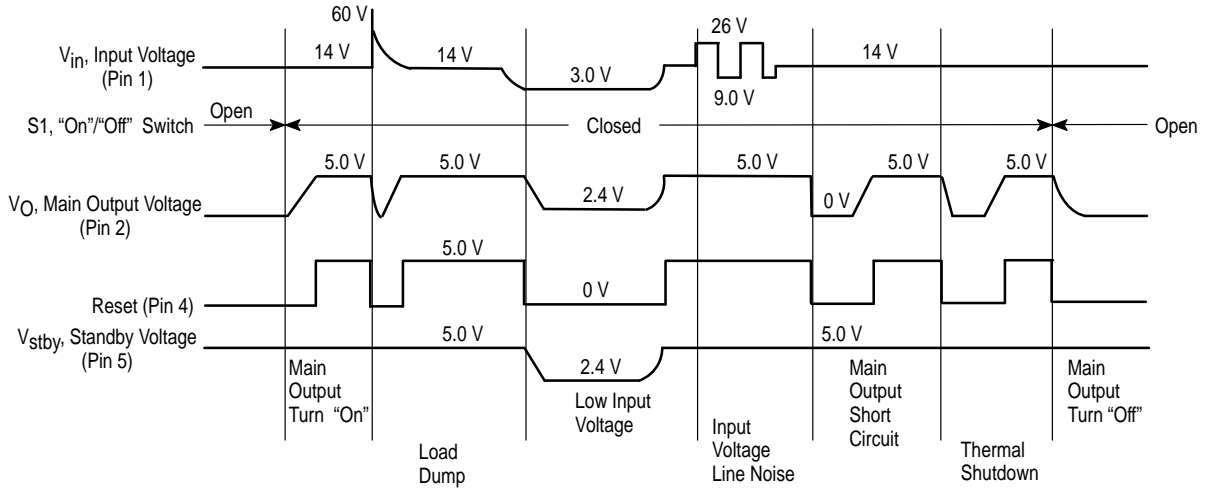 60 V
Vin, Input Voltage
(Pin 1)
14 V
14 V
3.0 V
26 V
9.0 V
14 V
S1, “On”/“Off” Switch
Open
Closed
Open
VO, Main Output Voltage
(Pin 2)
5.0 V
5.0 V
2.4 V
5.0 V
0 V
5.0 V
5.0 V
Reset (Pin 4)
5.0 V
0 V
Vstby, Standby Voltage
(Pin 5)
5.0 V
2.4 V
5.0 V
Main
Output
Turn “On”
Load
Dump
Low Input
Voltage
Input
Voltage
Line Noise
Main
Output
Short
Circuit
Thermal
Shutdown
Main
Output
Turn “Off”